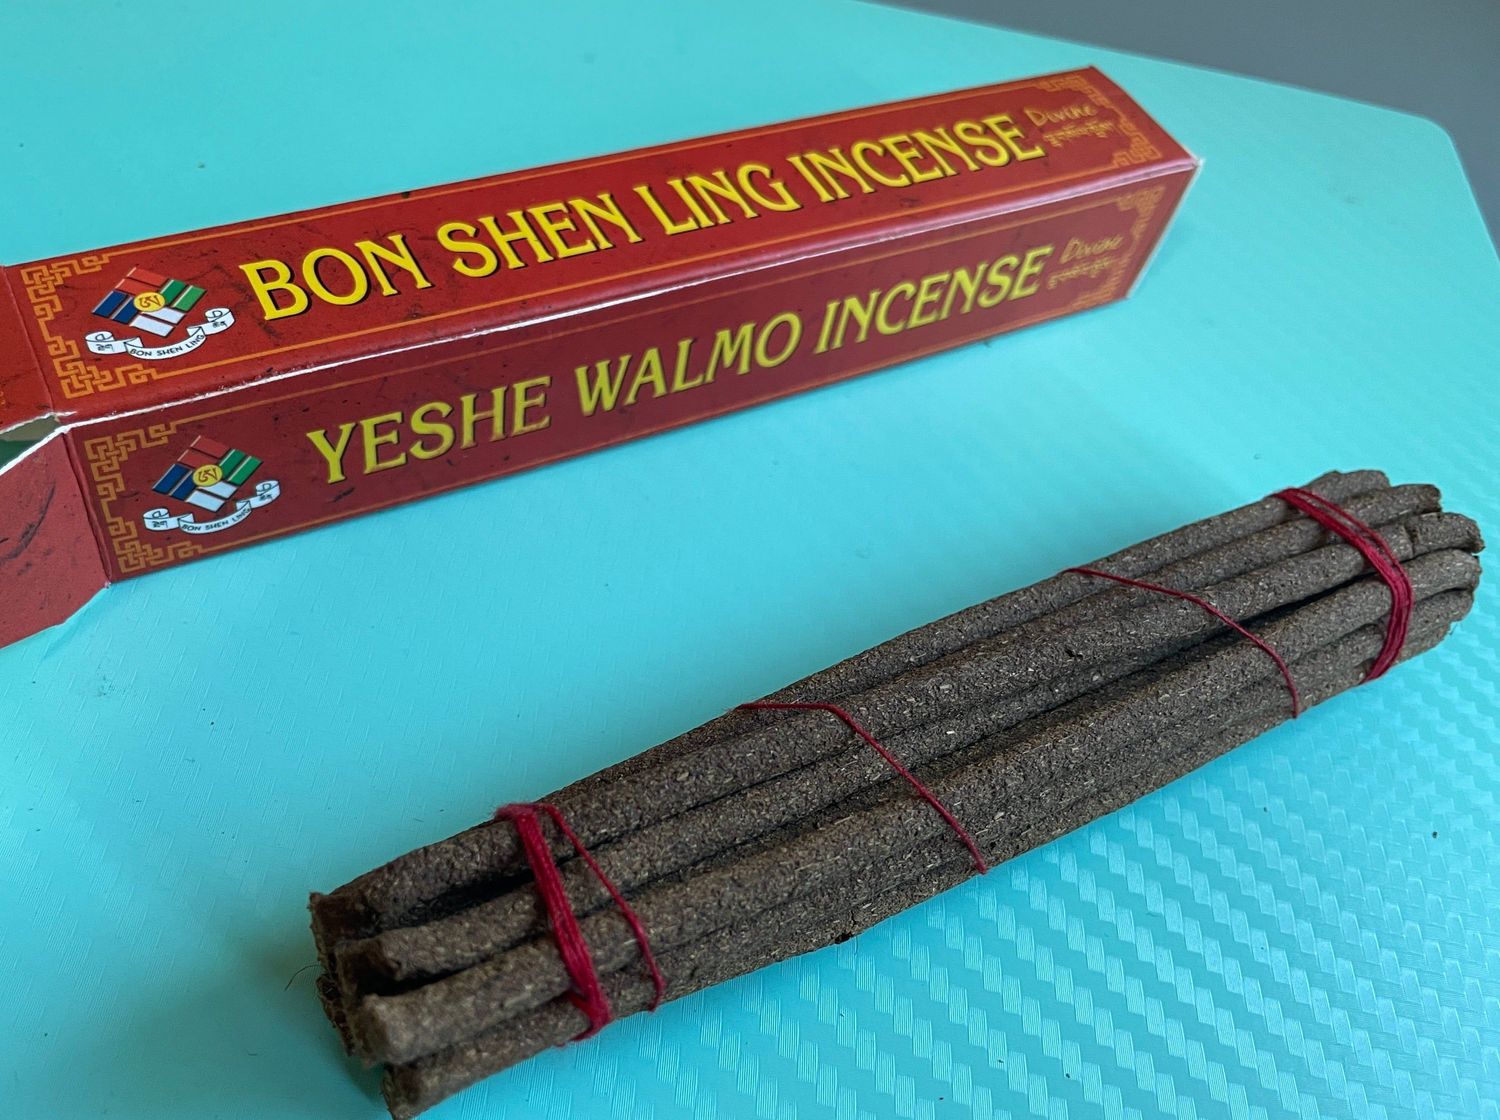 BON SHEN LING INCENSE
Divine
ཨ
BON SHEN LING
YESHE WALMO INCENSE
Divine
ཨ
BON SHEN LING